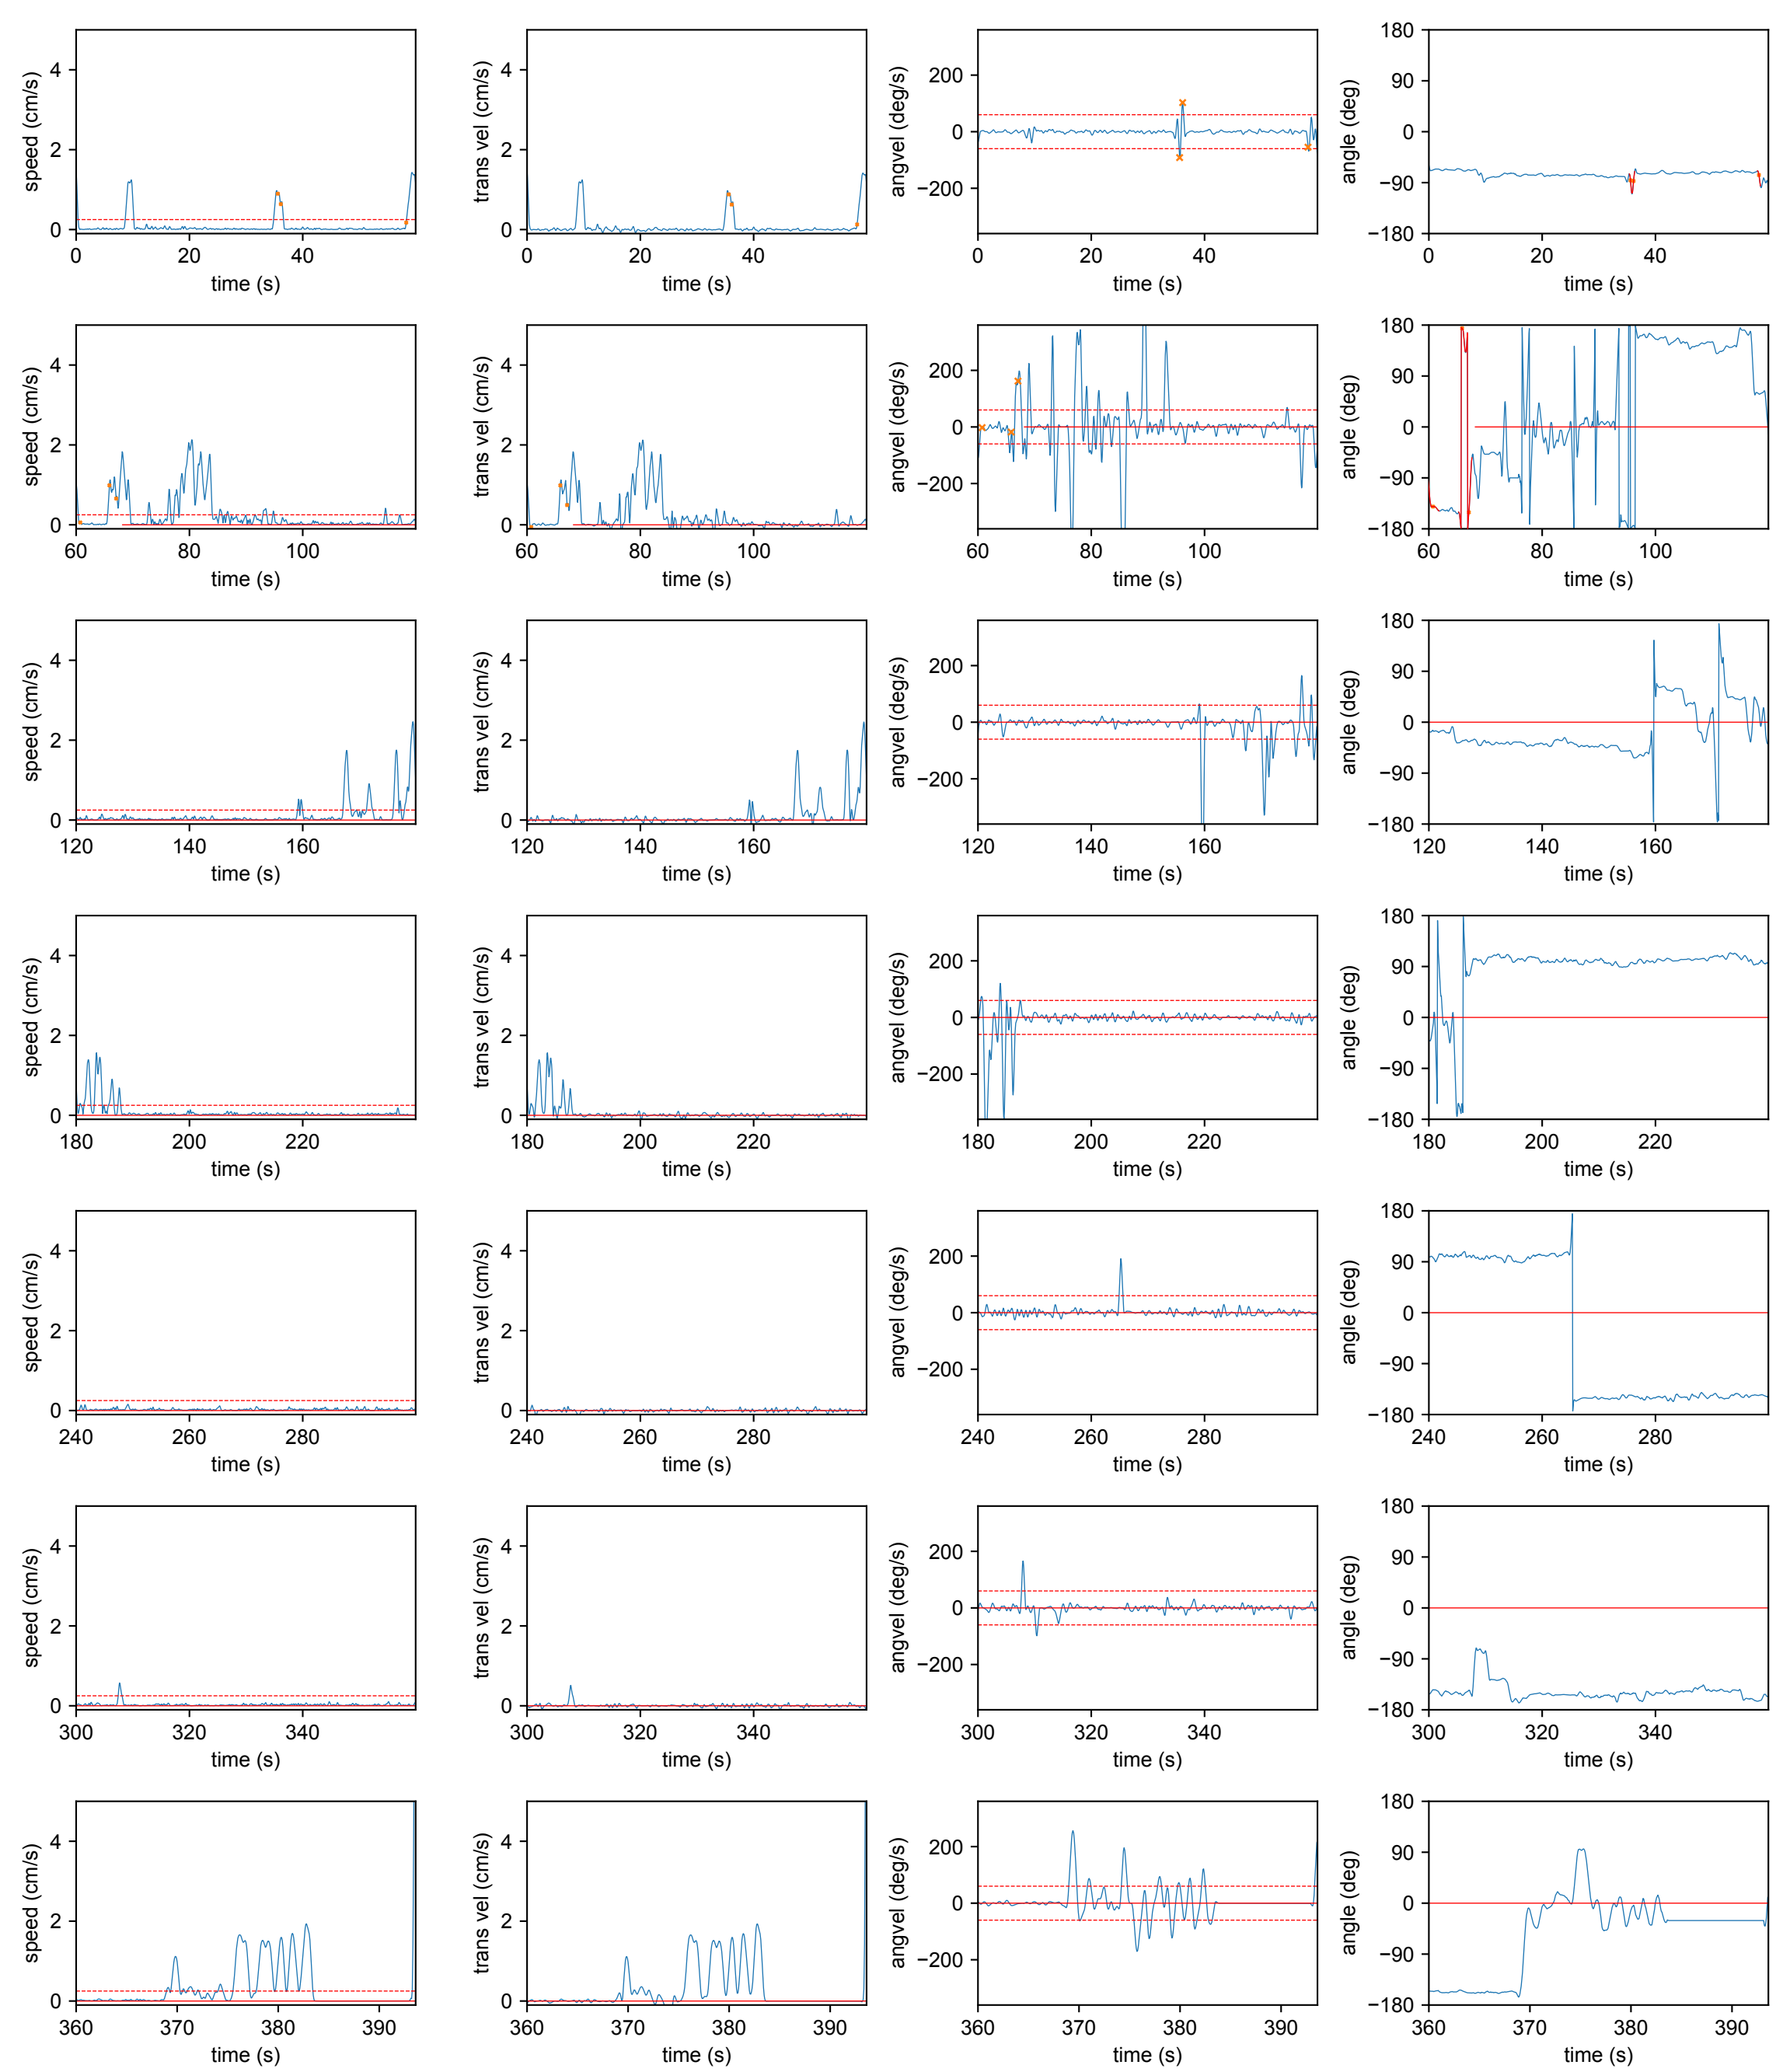 speed (cm/s)
4
2
0
0 20 40
time (s)
trans vel (cm/s)
4
2
0
0 20 40
time (s)
angvel (deg/s)
200
0
−200
0 20 40
time (s)
angle (deg)
180
90
0
−90
−180
0 20 40
time (s)
speed (cm/s)
4
2
0
60 80 100
time (s)
trans vel (cm/s)
4
2
0
60 80 100
time (s)
angvel (deg/s)
200
0
−200
60 80 100
time (s)
angle (deg)
180
90
0
−90
−180
60 80 100
time (s)
speed (cm/s)
4
2
0
120 140 160
time (s)
trans vel (cm/s)
4
2
0
120 140 160
time (s)
angvel (deg/s)
200
0
−200
120 140 160
time (s)
angle (deg)
180
90
0
−90
−180
120 140 160
time (s)
speed (cm/s)
4
2
0
180 200 220
time (s)
trans vel (cm/s)
4
2
0
180 200 220
time (s)
angvel (deg/s)
200
0
−200
180 200 220
time (s)
angle (deg)
180
90
0
−90
−180
180 200 220
time (s)
speed (cm/s)
4
2
0
240 260 280
time (s)
trans vel (cm/s)
4
2
0
240 260 280
time (s)
angvel (deg/s)
200
0
−200
240 260 280
time (s)
angle (deg)
180
90
0
−90
−180
240 260 280
time (s)
speed (cm/s)
4
2
0
300 320 340
time (s)
trans vel (cm/s)
4
2
0
300 320 340
time (s)
angvel (deg/s)
200
0
−200
300 320 340
time (s)
angle (deg)
180
90
0
−90
−180
300 320 340
time (s)
speed (cm/s)
4
2
0
360 370 380 390
time (s)
trans vel (cm/s)
4
2
0
360 370 380 390
time (s)
angvel (deg/s)
200
0
−200
360 370 380 390
time (s)
angle (deg)
180
90
0
−90
−180
360 370 380 390
time (s)